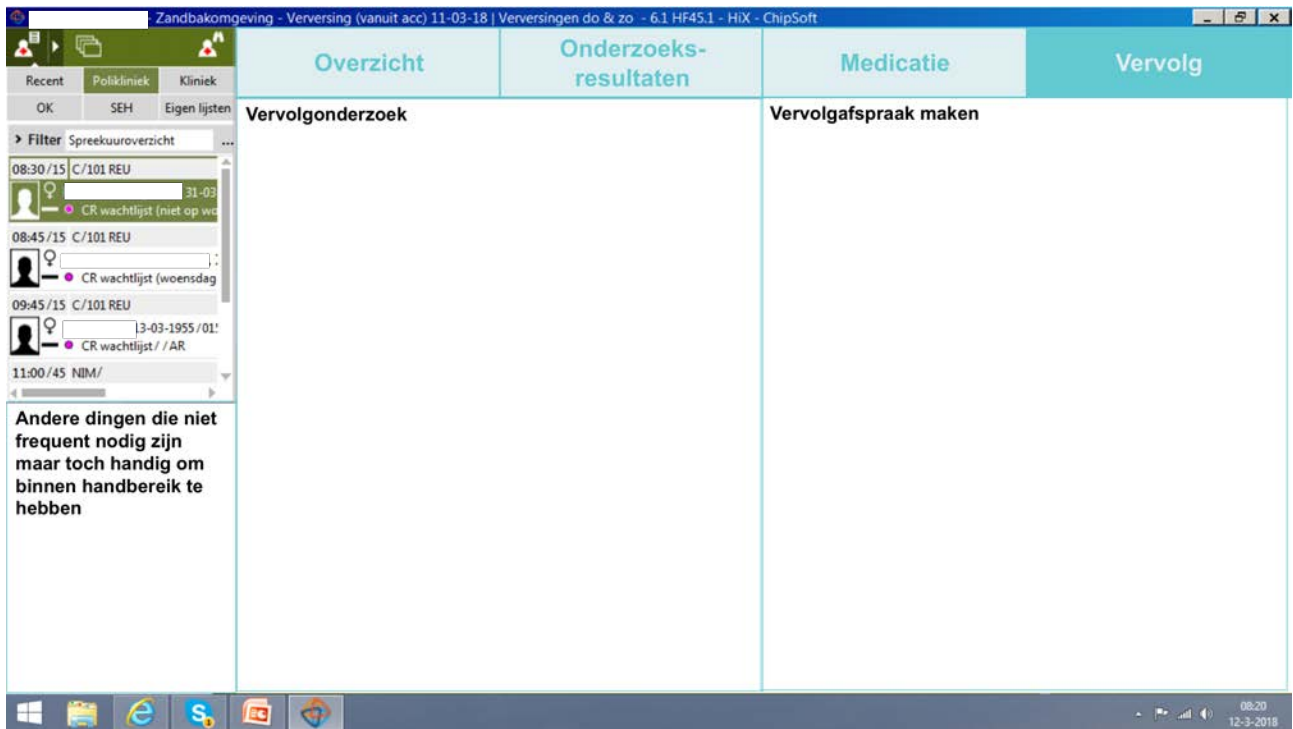 - Zandbakomgeving - Verversing (vanuit acc) 11-03-18 | Verversingen do & zo - 6.1 HF45.1 - HiX - ChipSoft
Recent Polikliniek Kliniek
OK SEH Eigen lijsten
> Filter Spreekuuroverzicht ...
08:30/15 C/101 REU
31-03
CR wachtlijst (niet op wo
08:45/15 C/101 REU
CR wachtlijst (woensdag
09:45/15 C/101 REU
13-03-1955/015
CR wachtlijst / / AR
11:00/45 NIM/
Andere dingen die niet
frequent nodig zijn
maar toch handig om
binnen handbereik te
hebben
Overzicht
Onderzoeks-
resultaten
Medicatie
Vervolg
Vervolgonderzoek
Vervolgafspraak maken
08:20
12-3-2018